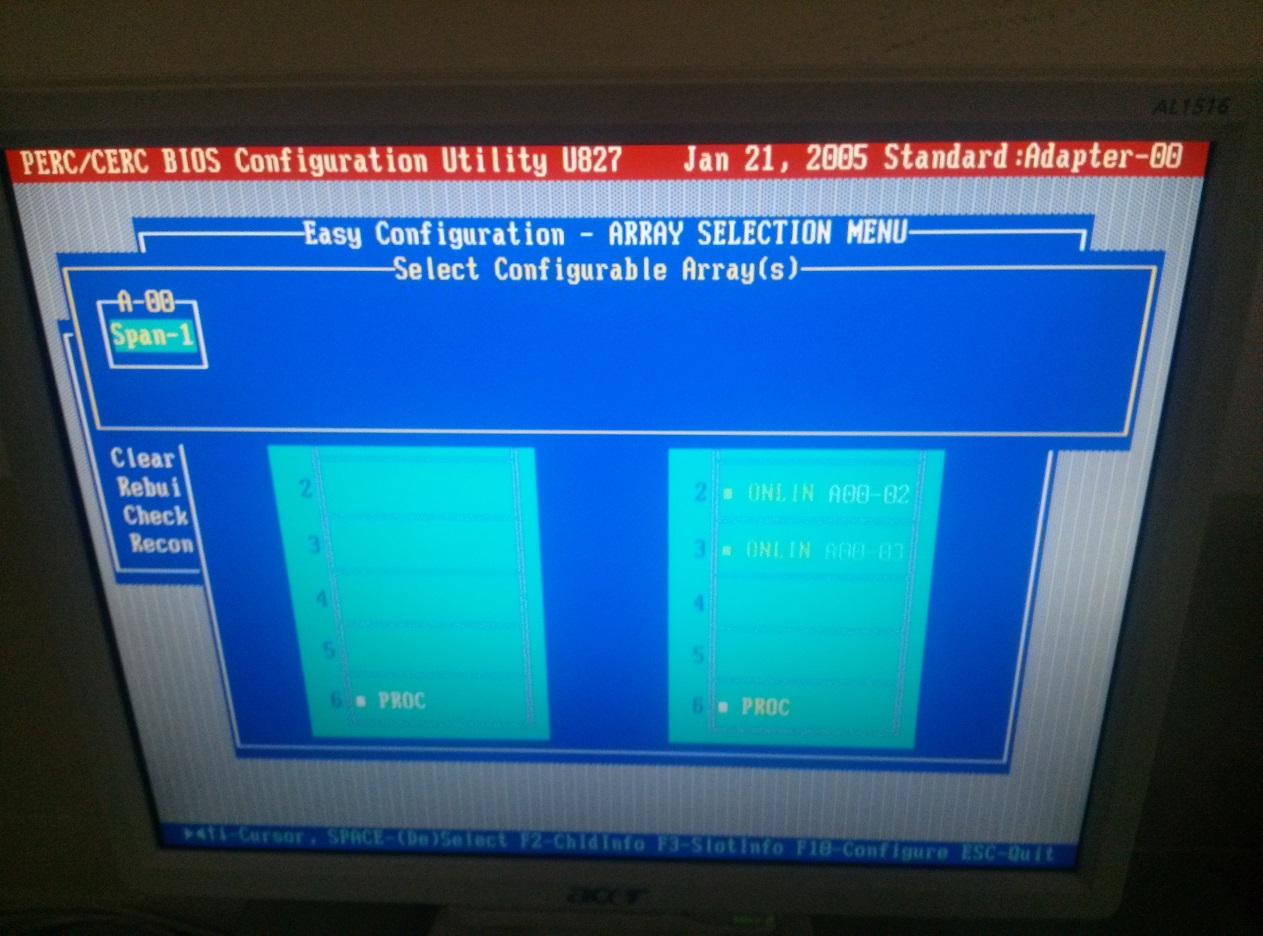 AL1516
PERC/CERC BIOS Configuration Utility U827 Jan 21, 2005 Standard:Adapter-00
Easy Configuration - ARRAY SELECTION MENU
Select Configurable Array(s)
A-00
Span-1
Clear
Rebui
Check
Recon
2
3
4
5
6 ▪ PROC
2 ▪ ONLIN A00-02
3 ▪ ONLIN A00-03
4
5
6 ▪ PROC
►◄↑↓-Cursor, SPACE-(De)Select F2-ChIdInfo F3-SlotInfo F10-Configure ESC-Quit
acer